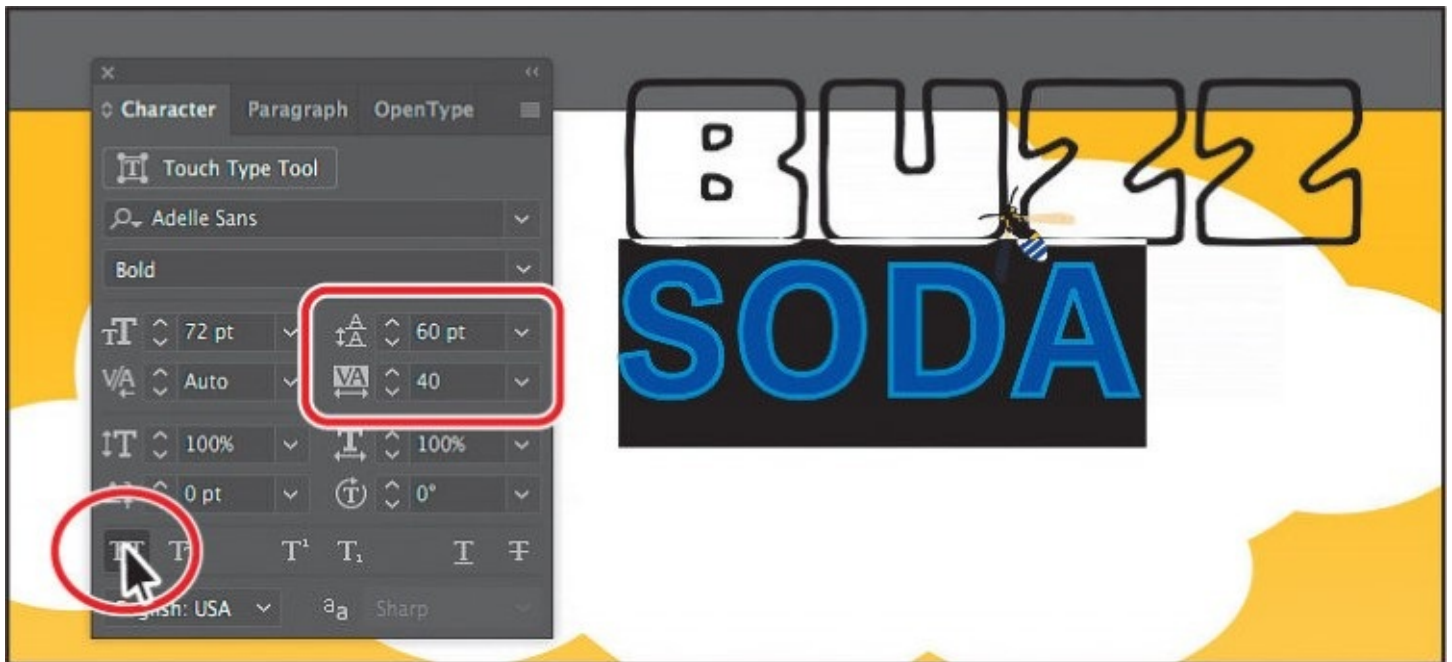 Character Paragraph OpenType
Touch Type Tool
Adelle Sans
Bold
72 pt 60 pt
Auto 40
100% 100%
0 pt 0°
English: USA Sharp
BUZZ
SODA